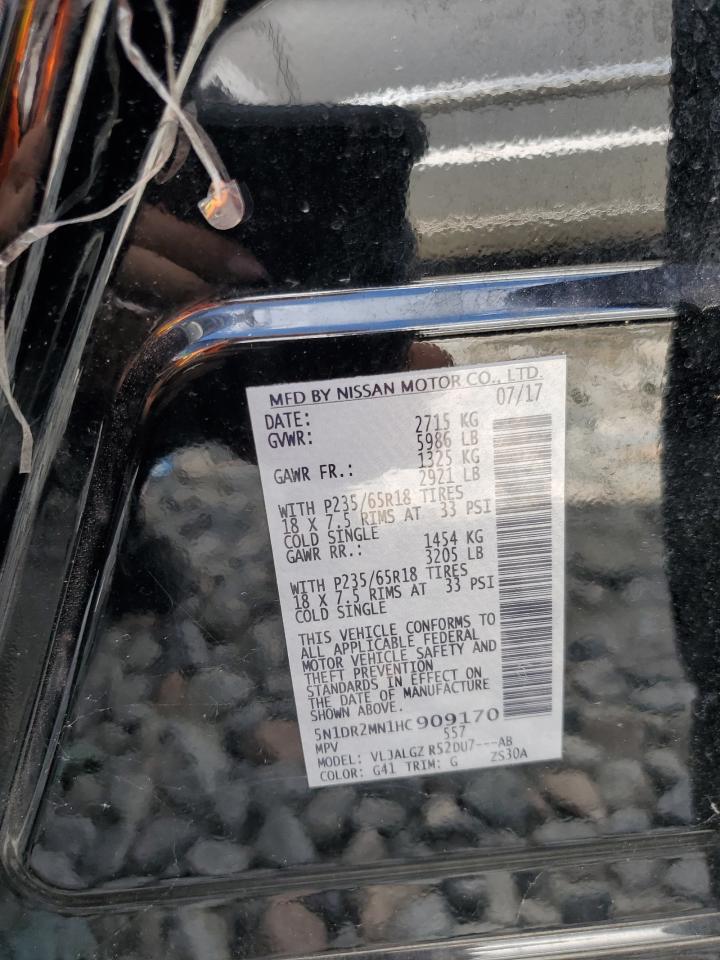 MFD BY NISSAN MOTOR CO., LTD.
DATE: 07/17
GVWR: 2715 KG
5986 LB
GAWR FR.: 1325 KG
2921 LB
WITH P235/65R18 TIRES
18 X 7.5 RIMS AT 33 PSI
COLD SINGLE
GAWR RR.: 1454 KG
3205 LB
WITH P235/65R18 TIRES
18 X 7.5 RIMS AT 33 PSI
COLD SINGLE
THIS VEHICLE CONFORMS TO
ALL APPLICABLE FEDERAL
MOTOR VEHICLE SAFETY AND
THEFT PREVENTION
STANDARDS IN EFFECT ON
THE DATE OF MANUFACTURE
SHOWN ABOVE.
5N1DR2MN1HC909170
MPV 557
MODEL: VLJALGZ R52DU7---AB
COLOR: G41 TRIM: G ZS30A